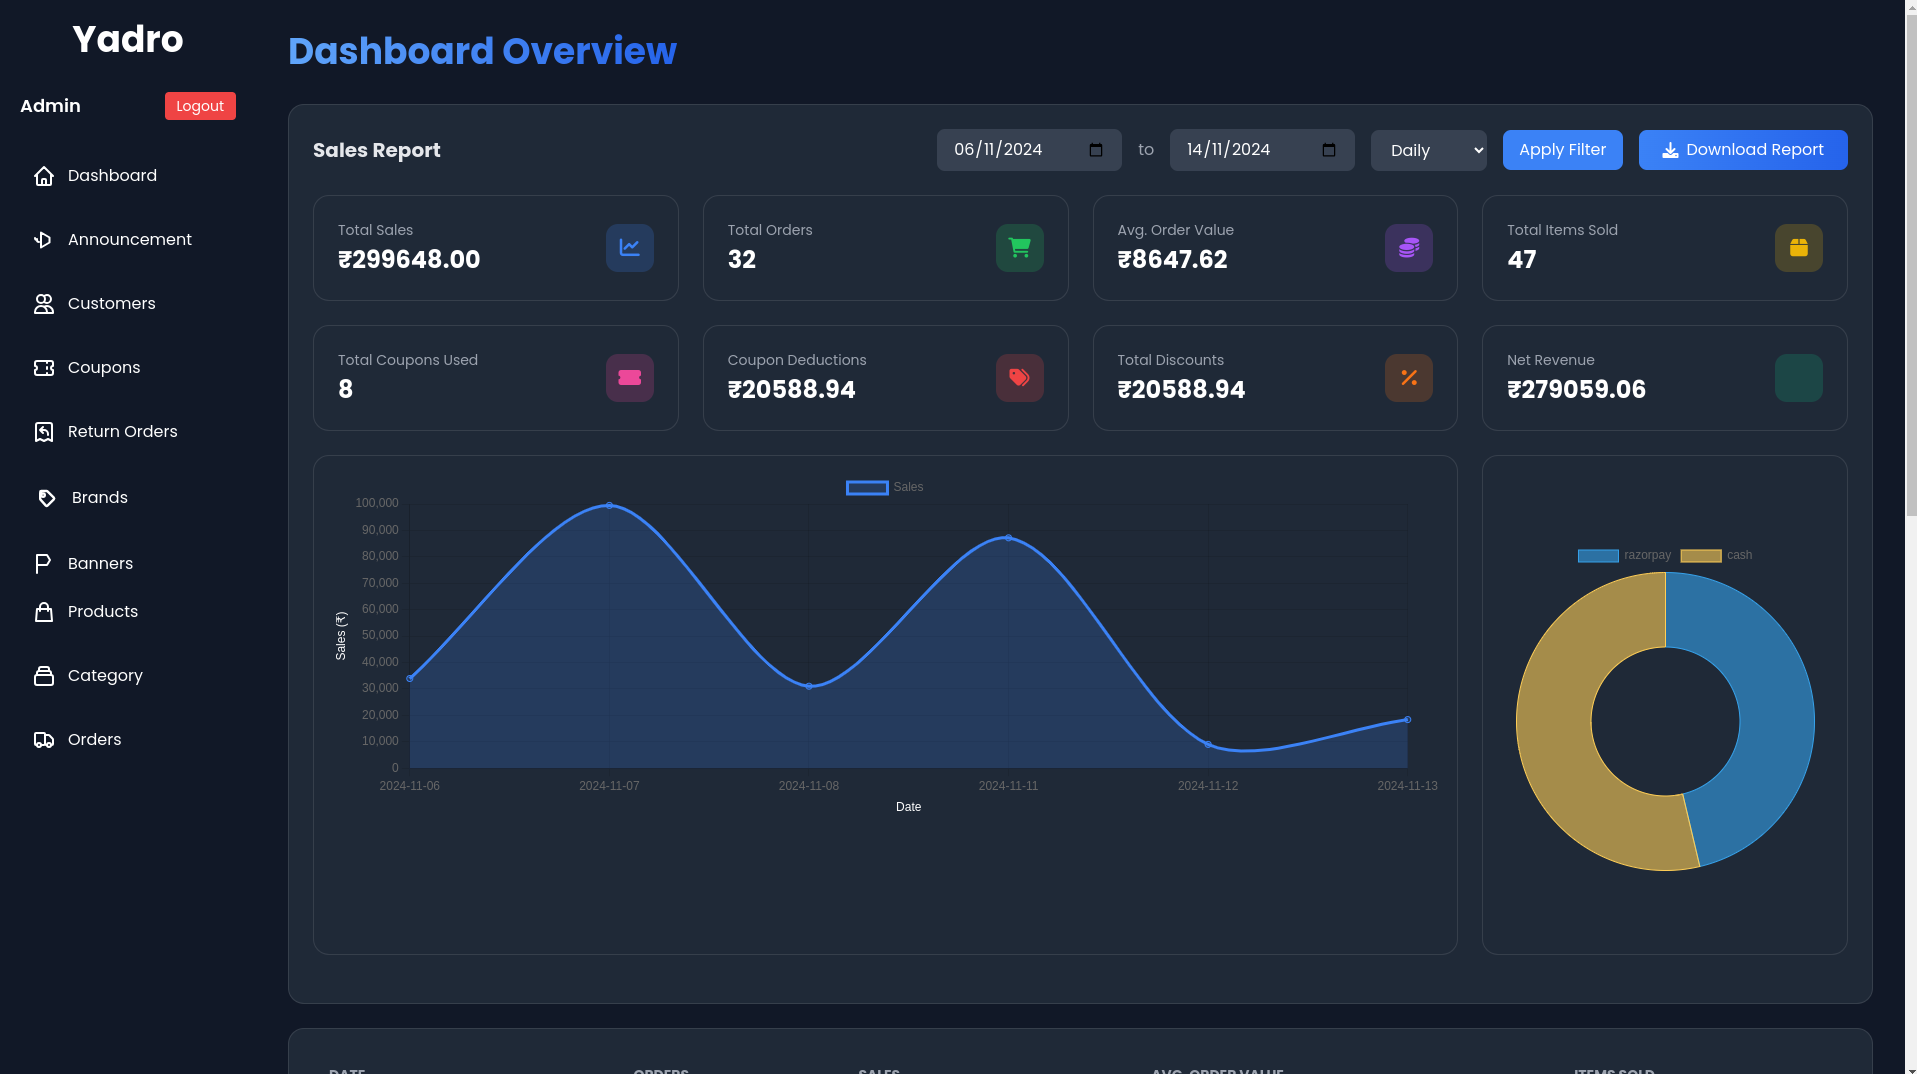 Yadro
Admin
Logout
Dashboard
Announcement
Customers
Coupons
Return Orders
Brands
Banners
Products
Category
Orders
Dashboard Overview
Sales Report
06/11/2024
to
14/11/2024
Daily
Apply Filter
Download Report
Total Sales
₹299648.00
Total Orders
32
Avg. Order Value
₹8647.62
Total Items Sold
47
Total Coupons Used
8
Coupon Deductions
₹20588.94
Total Discounts
₹20588.94
Net Revenue
₹279059.06
Sales
100,000
90,000
80,000
70,000
60,000
50,000
40,000
30,000
20,000
10,000
0
Sales (₹)
2024-11-06
2024-11-07
2024-11-08
2024-11-11
2024-11-12
2024-11-13
Date
razorpay
cash
DATE
ORDERS
SALES
AVG. ORDER VALUE
ITEMS SOLD